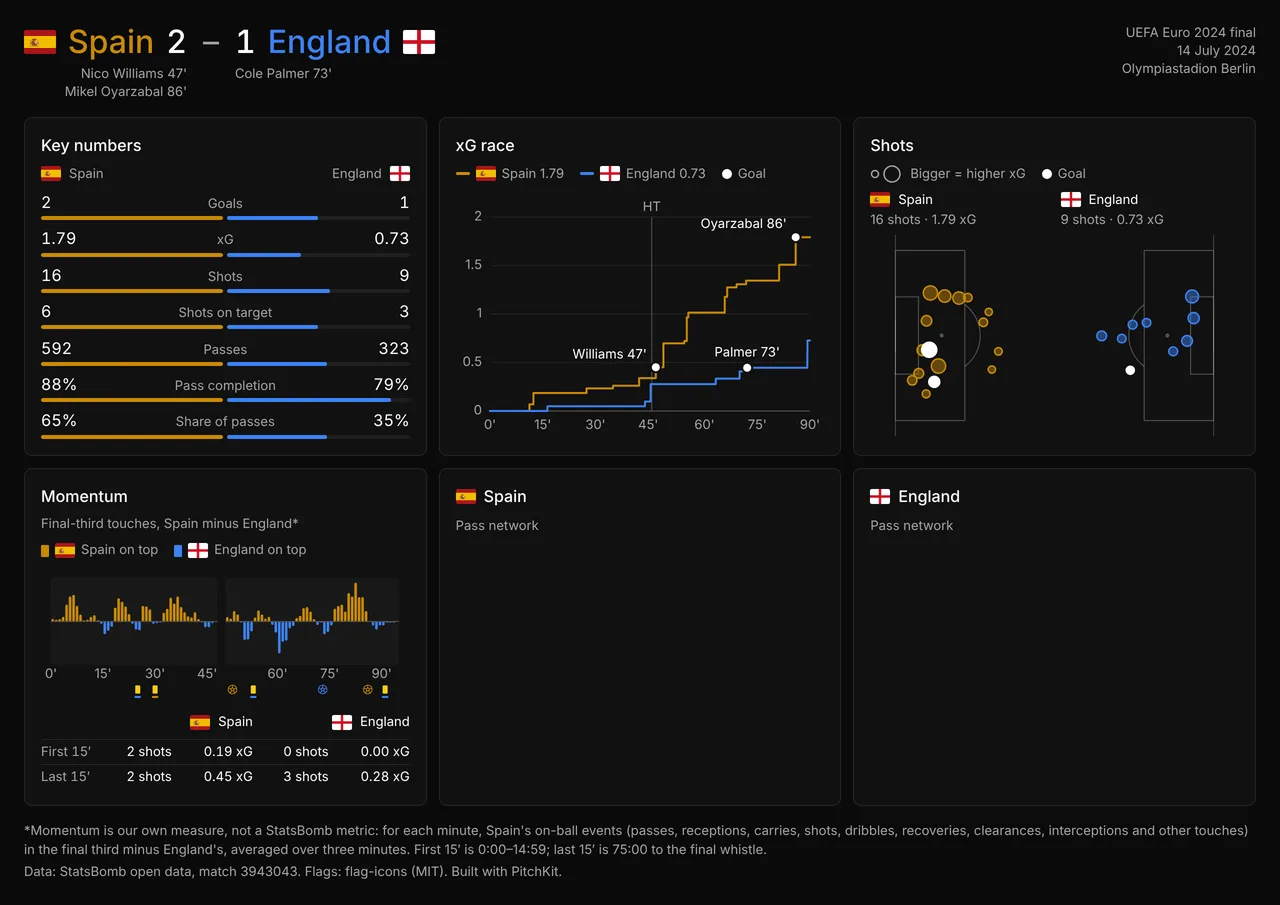 Spain 2 – 1 England
Nico Williams 47'
Mikel Oyarzabal 86'
Cole Palmer 73'
UEFA Euro 2024 final
14 July 2024
Olympiastadion Berlin
Key numbers
Spain England
2 Goals 1
1.79 xG 0.73
16 Shots 9
6 Shots on target 3
592 Passes 323
88% Pass completion 79%
65% Share of passes 35%
xG race
Spain 1.79 England 0.73 Goal
HT
2
1.5
1
0.5
0
Oyarzabal 86'
Williams 47'
Palmer 73'
0' 15' 30' 45' 60' 75' 90'
Shots
Bigger = higher xG Goal
Spain England
16 shots · 1.79 xG 9 shots · 0.73 xG
Momentum
Final-third touches, Spain minus England*
Spain on top England on top
0' 15' 30' 45' 60' 75' 90'
Spain England
First 15′ 2 shots 0.19 xG 0 shots 0.00 xG
Last 15′ 2 shots 0.45 xG 3 shots 0.28 xG
Spain
Pass network
England
Pass network
*Momentum is our own measure, not a StatsBomb metric: for each minute, Spain's on-ball events (passes, receptions, carries, shots, dribbles, recoveries, clearances, interceptions and other touches)
in the final third minus England's, averaged over three minutes. First 15′ is 0:00–14:59; last 15′ is 75:00 to the final whistle.
Data: StatsBomb open data, match 3943043. Flags: flag-icons (MIT). Built with PitchKit.